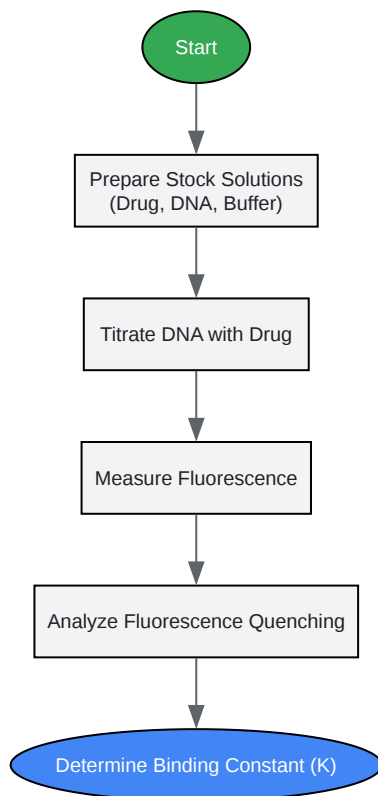 Start
Prepare Stock Solutions
(Drug, DNA, Buffer)
Titrate DNA with Drug
Measure Fluorescence
Analyze Fluorescence Quenching
Determine Binding Constant (K)